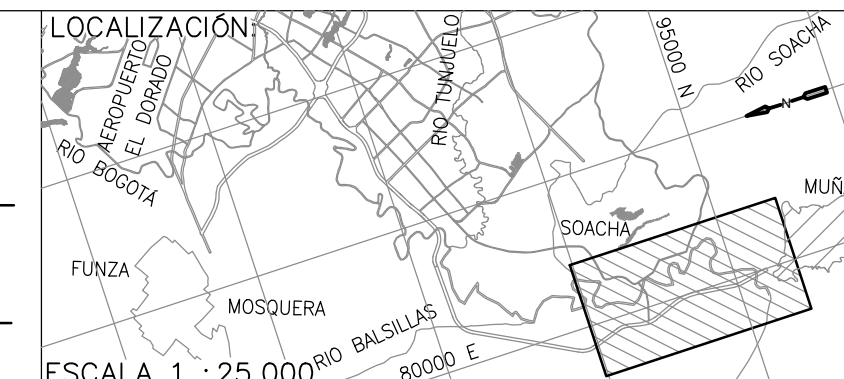 LOCALIZACIÓN:
AEROPUERTO
EL DORADO
RIO BOGOTÁ
RIO TUNJUELO
95000 N
RIO SOACHA
N
MUÑ
SOACHA
FUNZA
MOSQUERA
RIO BALSILLAS
80000 E
ESCALA 1 : 25.000